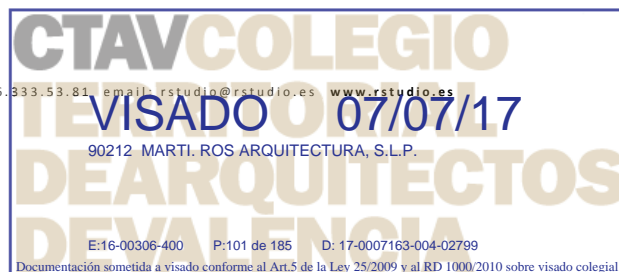 CTAVCOLEGIO
5.333.53.81 email: rstudio@rstudio.es www.rstudio.es
TERRITORIAL
VISADO 07/07/17
90212 MARTI. ROS ARQUITECTURA, S.L.P.
DEARQUITECTOS
DEVALENCIA
E:16-00306-400 P:101 de 185 D: 17-0007163-004-02799
Documentación sometida a visado conforme al Art.5 de la Ley 25/2009 y al RD 1000/2010 sobre visado colegial